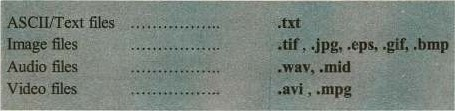 ASCII/Text files ................. .txt
Image files ................. .tif , .jpg, .eps, .gif, .bmp
Audio files ................. .wav, .mid
Video files ................. .avi , .mpg